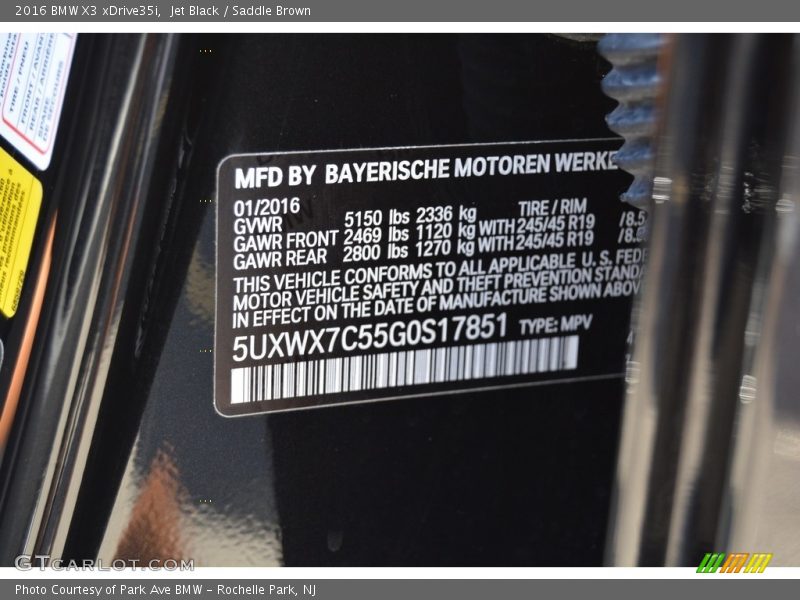 2016 BMW X3 xDrive35i, Jet Black / Saddle Brown
MFD BY BAYERISCHE MOTOREN WERKE
01/2016 TIRE / RIM
GVWR 5150 lbs 2336 kg
GAWR FRONT 2469 lbs 1120 kg WITH 245/45 R19 /8.5
GAWR REAR 2800 lbs 1270 kg WITH 245/45 R19
THIS VEHICLE CONFORMS TO ALL APPLICABLE U.S. FEDE
MOTOR VEHICLE SAFETY AND THEFT PREVENTION STANDA
IN EFFECT ON THE DATE OF MANUFACTURE SHOWN ABOV
5UXWX7C55G0S17851 TYPE: MPV
GTCARLOT.COM
Photo Courtesy of Park Ave BMW - Rochelle Park, NJ